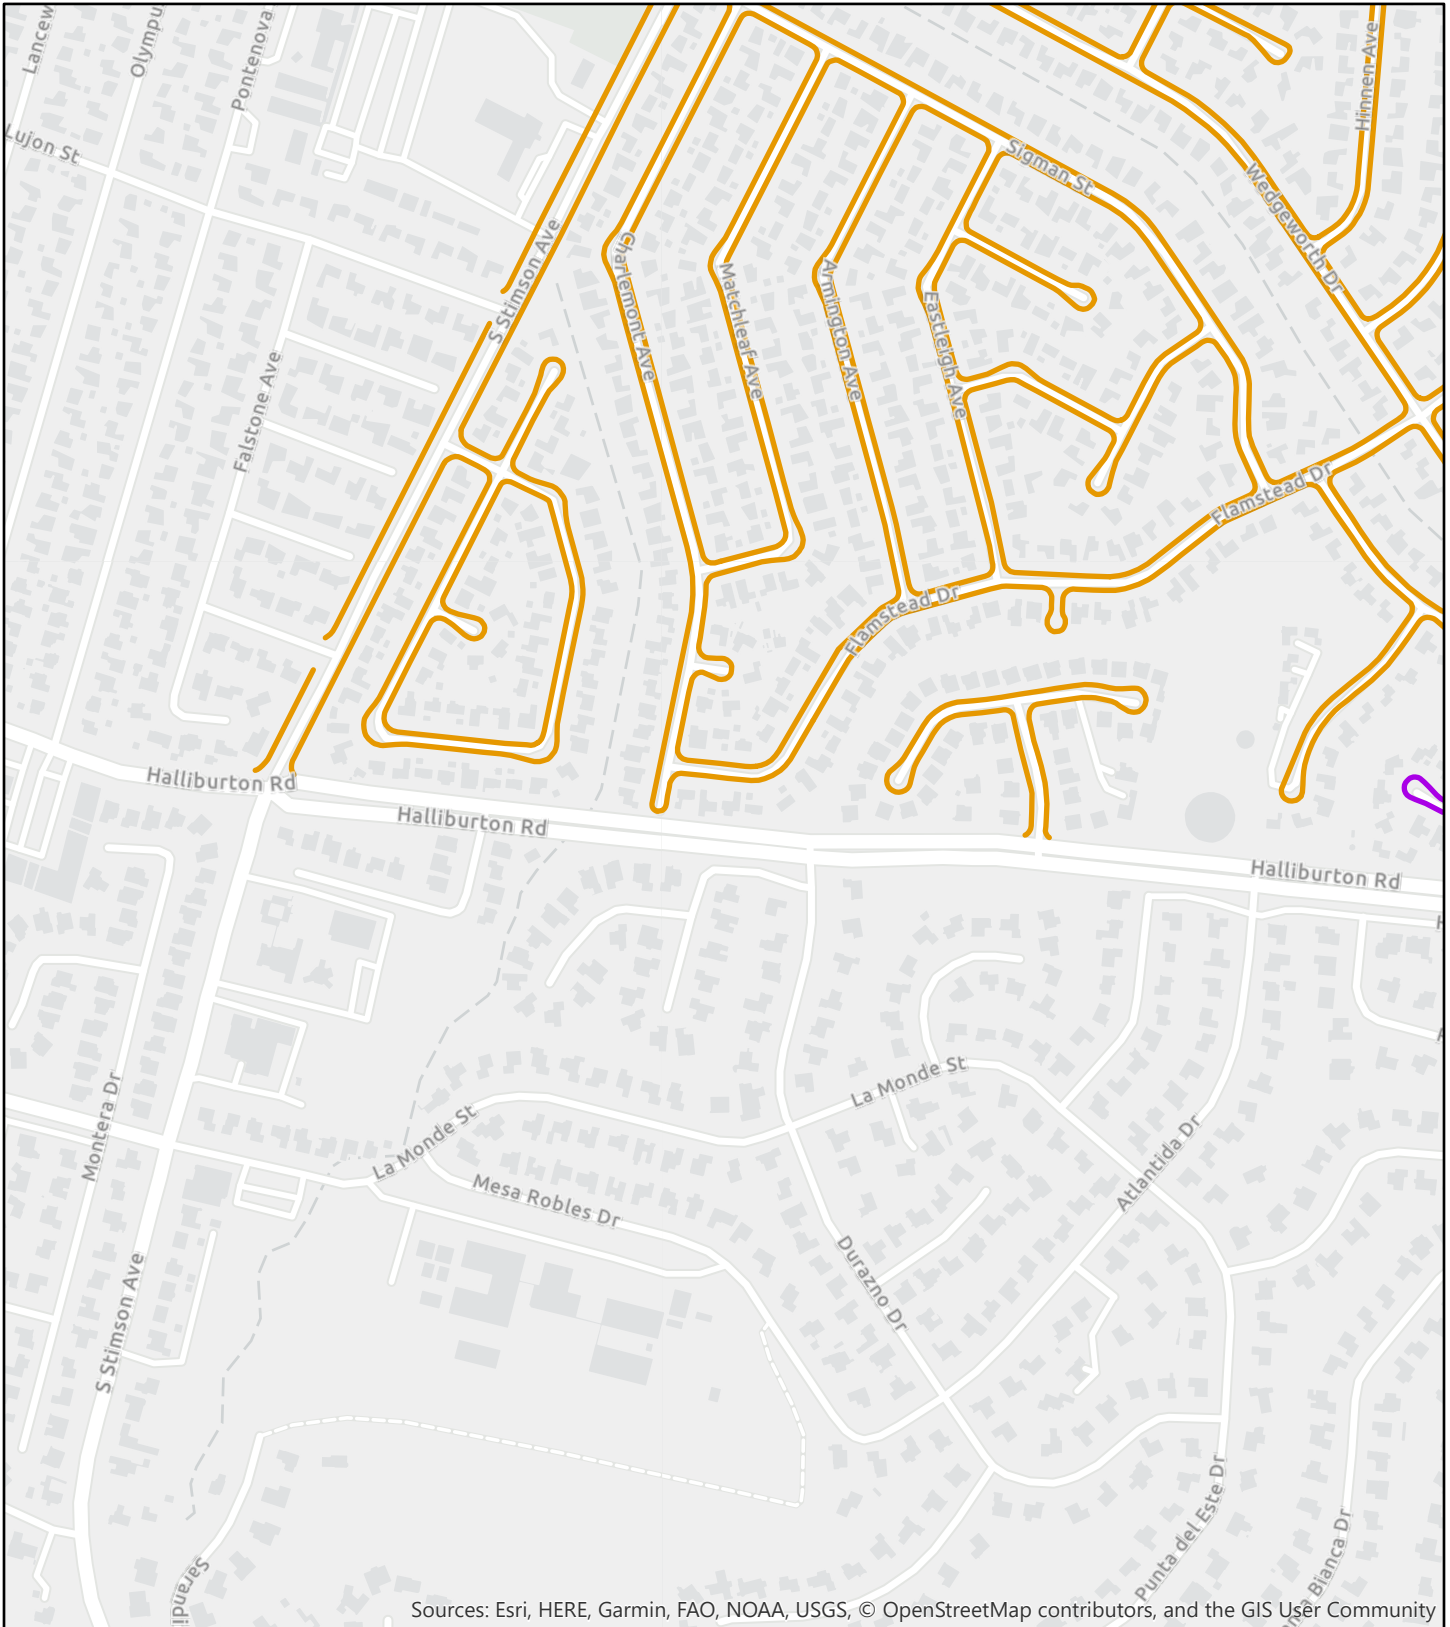 Lancew
Olympu
Pontenova
Hinnen Ave
Lujon St
Sigman St
Wedgeworth Dr
S Stimson Ave
Charlemont Ave
Matchleaf Ave
Armington Ave
Eastleigh Ave
Falstone Ave
Flamstead Dr
Flamstead Dr
Halliburton Rd
Halliburton Rd
Halliburton Rd
H
A
La Monde St
Montera Dr
La Monde St
Atlantida Dr
Mesa Robles Dr
Durazno Dr
S Stimson Ave
Punta del Este Dr
Bianca Dr
Sarandi
Sources: Esri, HERE, Garmin, FAO, NOAA, USGS, © OpenStreetMap contributors, and the GIS User Community